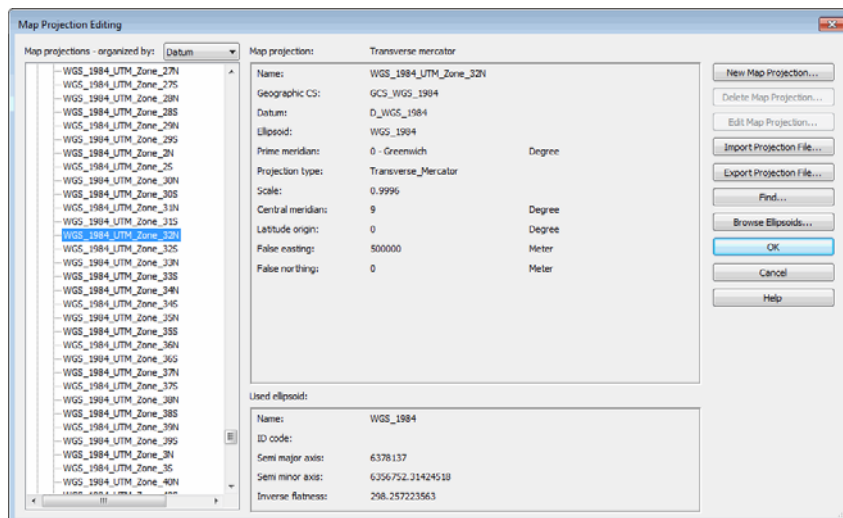 Map Projection Editing
Map projections - organized by: Datum
WGS_1984_UTM_Zone_27N
WGS_1984_UTM_Zone_27S
WGS_1984_UTM_Zone_28N
WGS_1984_UTM_Zone_28S
WGS_1984_UTM_Zone_29N
WGS_1984_UTM_Zone_29S
WGS_1984_UTM_Zone_2N
WGS_1984_UTM_Zone_2S
WGS_1984_UTM_Zone_30N
WGS_1984_UTM_Zone_30S
WGS_1984_UTM_Zone_31N
WGS_1984_UTM_Zone_31S
WGS_1984_UTM_Zone_32N
WGS_1984_UTM_Zone_32S
WGS_1984_UTM_Zone_33N
WGS_1984_UTM_Zone_33S
WGS_1984_UTM_Zone_34N
WGS_1984_UTM_Zone_34S
WGS_1984_UTM_Zone_35N
WGS_1984_UTM_Zone_35S
WGS_1984_UTM_Zone_36N
WGS_1984_UTM_Zone_36S
WGS_1984_UTM_Zone_37N
WGS_1984_UTM_Zone_37S
WGS_1984_UTM_Zone_38N
WGS_1984_UTM_Zone_38S
WGS_1984_UTM_Zone_39N
WGS_1984_UTM_Zone_39S
WGS_1984_UTM_Zone_3N
WGS_1984_UTM_Zone_3S
WGS_1984_UTM_Zone_40N
Map projection: Transverse mercator
Name: WGS_1984_UTM_Zone_32N
Geographic CS: GCS_WGS_1984
Datum: D_WGS_1984
Ellipsoid: WGS_1984
Prime meridian: 0 - Greenwich Degree
Projection type: Transverse_Mercator
Scale: 0.9996
Central meridian: 9 Degree
Latitude origin: 0 Degree
False easting: 500000 Meter
False northing: 0 Meter
Used ellipsoid:
Name: WGS_1984
ID code:
Semi major axis: 6378137
Semi minor axis: 6356752.31424518
Inverse flatness: 298.257223563
New Map Projection...
Delete Map Projection...
Edit Map Projection...
Import Projection File...
Export Projection File...
Find...
Browse Ellipsoids...
OK
Cancel
Help